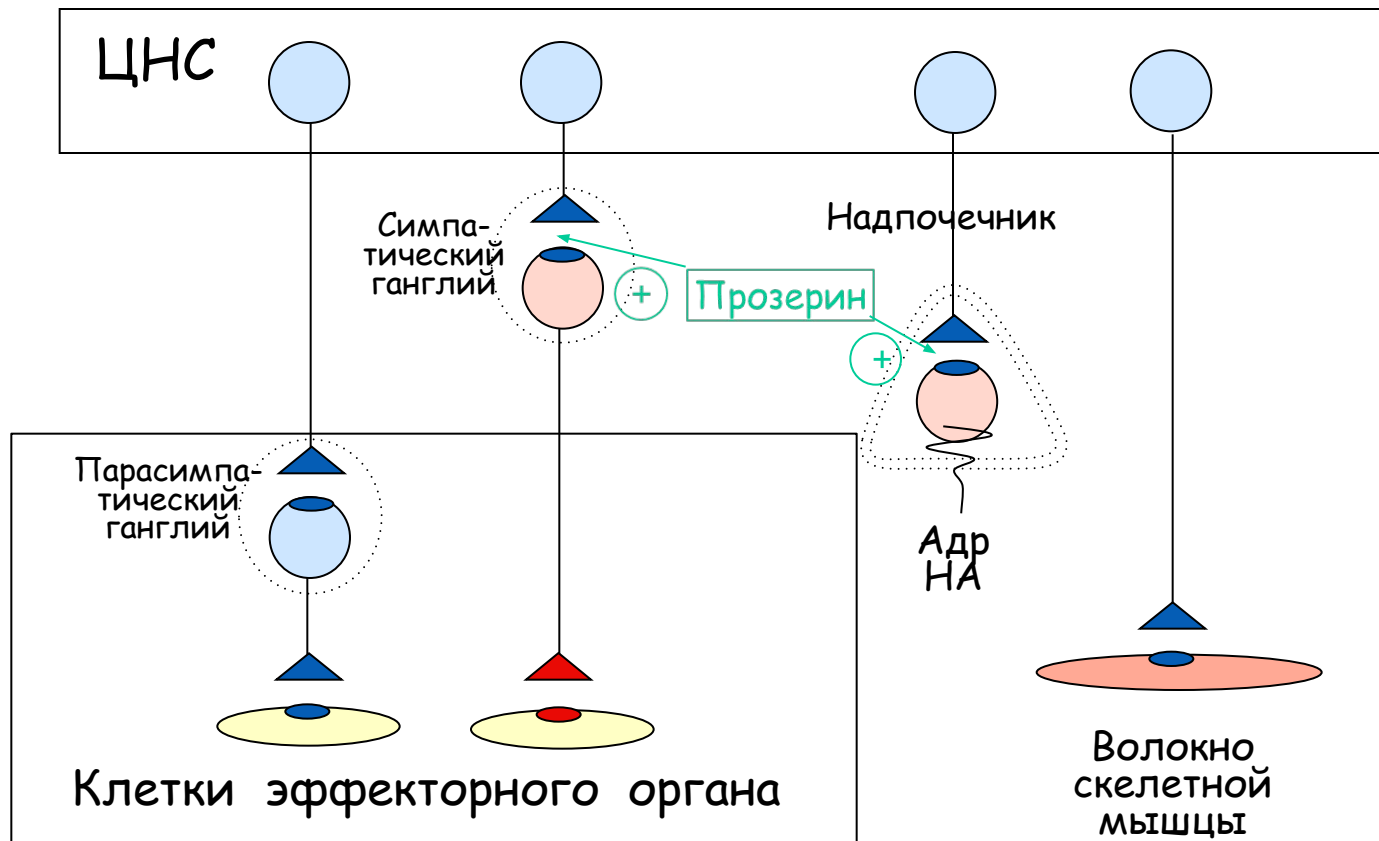 ЦНС
Симпа-
тический
ганглий
+
Прозерин
Надпочечник
+
Парасимпа-
тический
ганглий
Адр
НА
Клетки эффекторного органа
Волокно
скелетной
мышцы